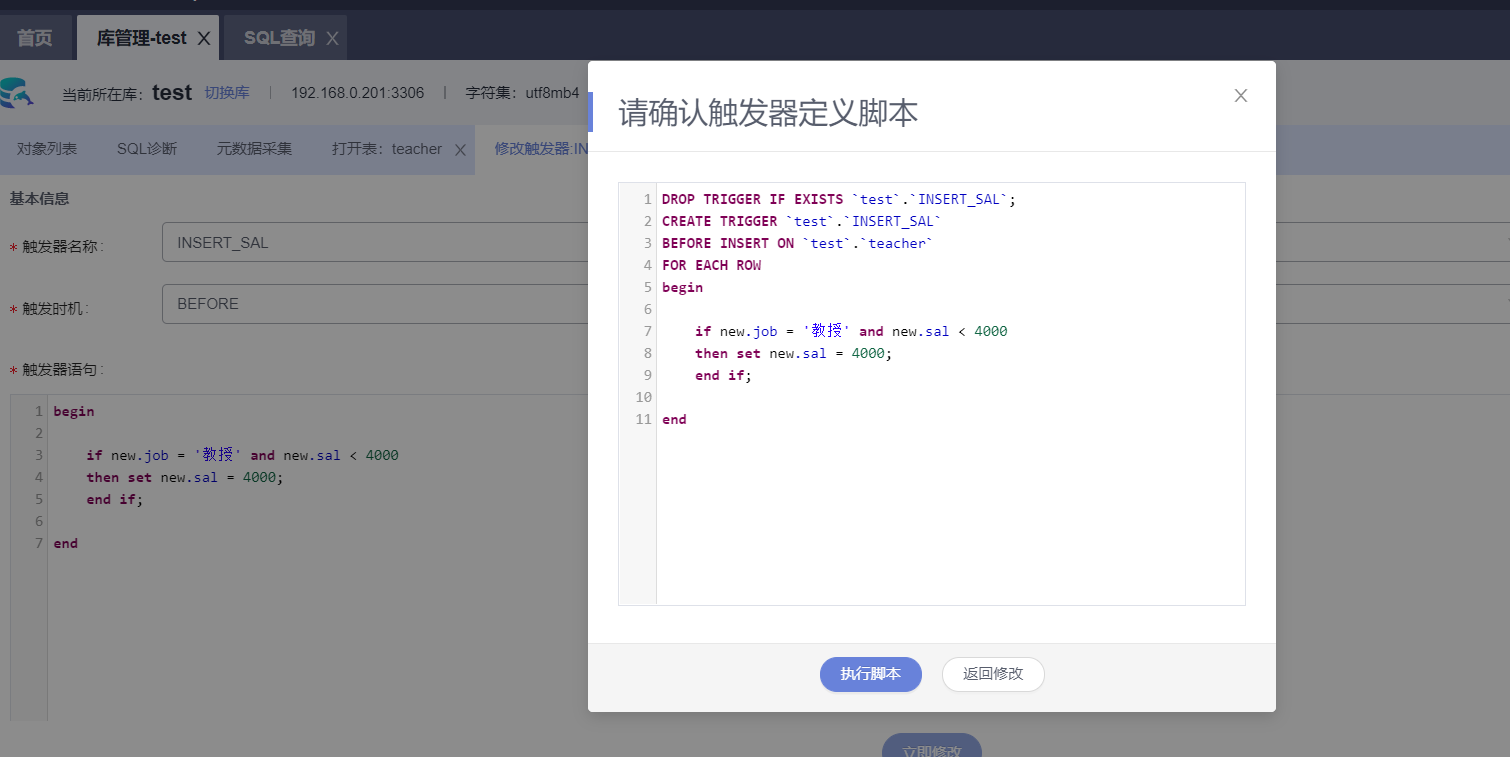 首页
库管理-test X
SQL查询 X
当前所在库：test 切换库 | 192.168.0.201:3306 | 字符集：utf8mb4
对象列表 SQL诊断 元数据采集 打开表：teacher X 修改触发器:IN
基本信息
* 触发器名称: INSERT_SAL
* 触发时机: BEFORE
* 触发器语句:
1 begin
2
3 if new.job = '教授' and new.sal < 4000
4 then set new.sal = 4000;
5 end if;
6
7 end
请确认触发器定义脚本
1 DROP TRIGGER IF EXISTS `test`.`INSERT_SAL`;
2 CREATE TRIGGER `test`.`INSERT_SAL`
3 BEFORE INSERT ON `test`.`teacher`
4 FOR EACH ROW
5 begin
6
7 if new.job = '教授' and new.sal < 4000
8 then set new.sal = 4000;
9 end if;
10
11 end
执行脚本 返回修改
立即修改